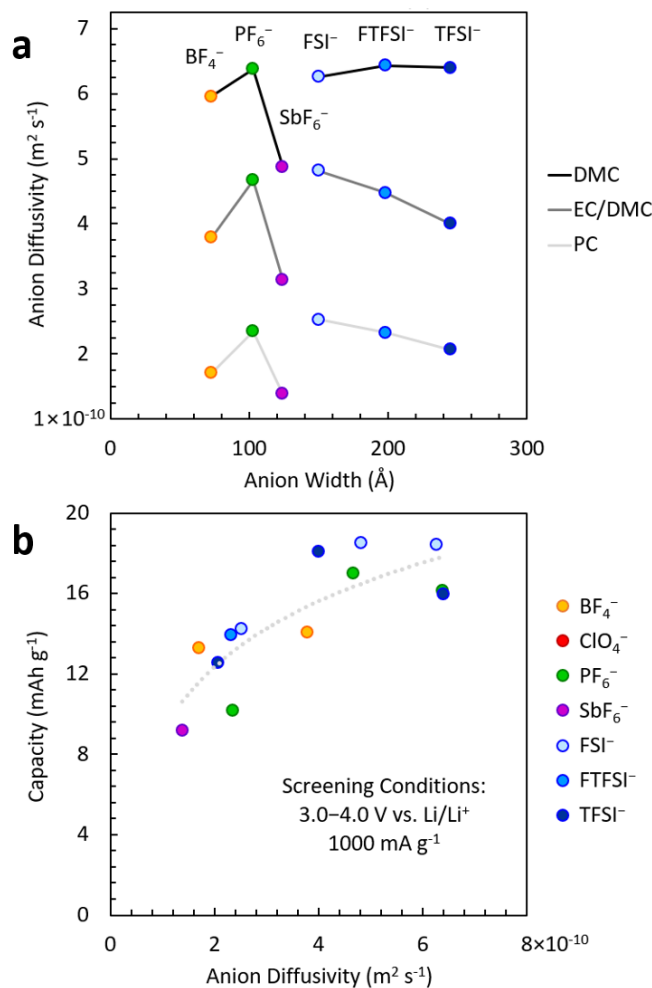 a
7
6
5
4
3
2
1×10⁻¹⁰
Anion Diffusivity (m² s⁻¹)
BF₄⁻
PF₆⁻
SbF₆⁻
FSI⁻
FTFSI⁻
TFSI⁻
DMC
EC/DMC
PC
0
100
200
300
Anion Width (Å)
b
20
16
12
8
4
0
Capacity (mAh g⁻¹)
Screening Conditions:
3.0−4.0 V vs. Li/Li⁺
1000 mA g⁻¹
BF₄⁻
ClO₄⁻
PF₆⁻
SbF₆⁻
FSI⁻
FTFSI⁻
TFSI⁻
0
2
4
6
8×10⁻¹⁰
Anion Diffusivity (m² s⁻¹)